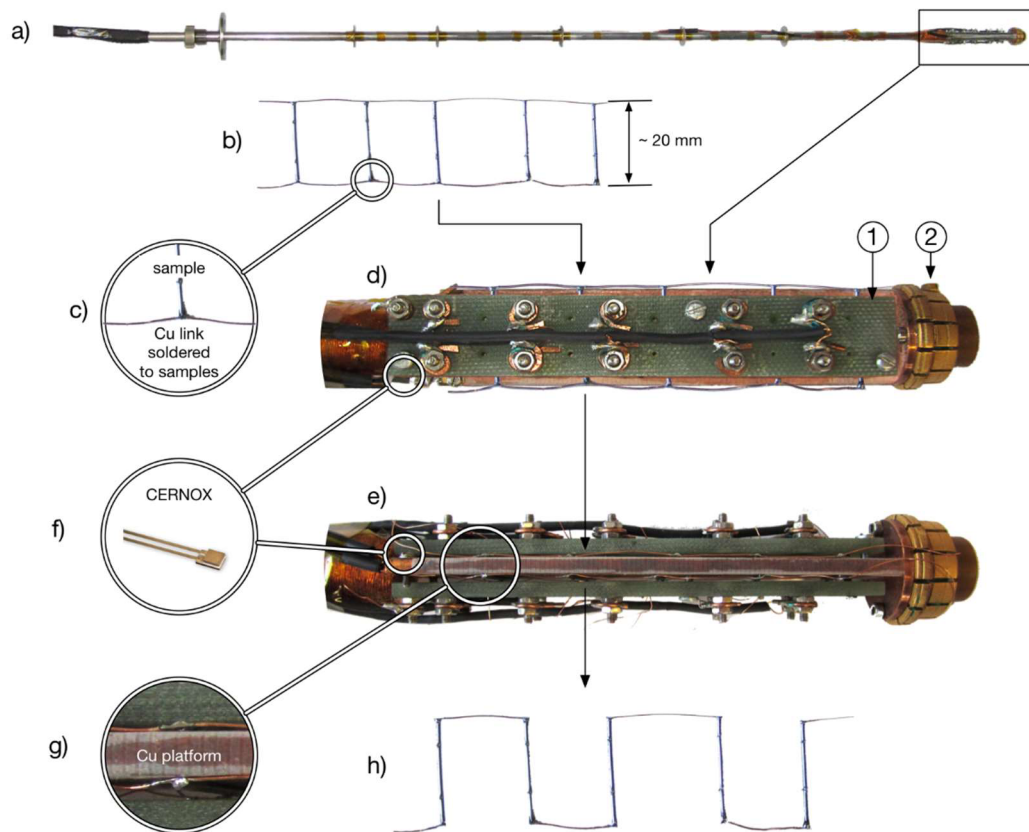 a)
b)
~ 20 mm
1
2
d)
sample
c)
Cu link
soldered
to samples
CERNOX
e)
f)
g)
Cu platform
h)